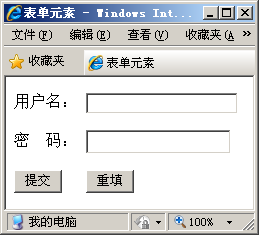 表单元素 - Windows Int...
文件(F) 编辑(E) 查看(V) 收藏夹(A) »
收藏夹 表单元素
用户名：
密 码：
提交 重填
我的电脑 100%